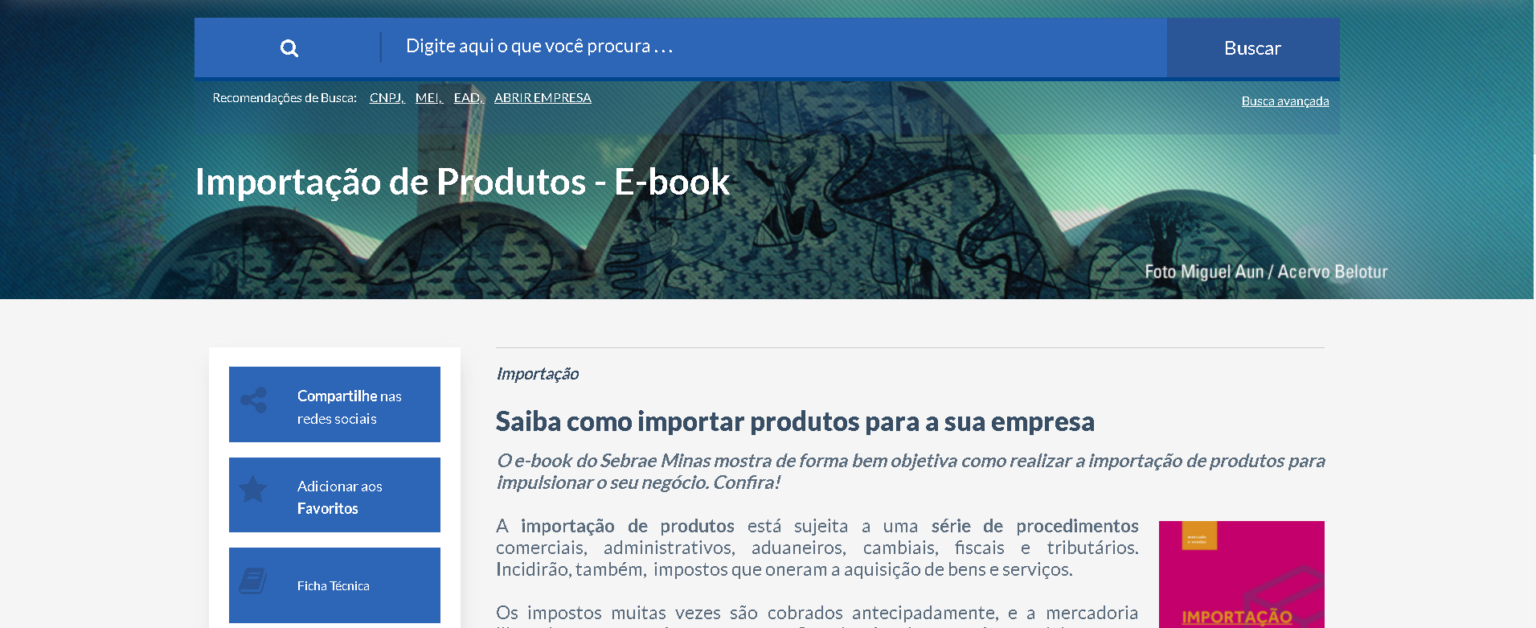 Digite aqui o que você procura . . .
Buscar
Recomendações de Busca: CNPJ, MEI, EAD, ABRIR EMPRESA
Busca avançada
Importação de Produtos - E-book
Foto Miguel Aun / Acervo Belotur
Compartilhe nas
redes sociais
Adicionar aos
Favoritos
Ficha Técnica
Importação
Saiba como importar produtos para a sua empresa
O e-book do Sebrae Minas mostra de forma bem objetiva como realizar a importação de produtos para
impulsionar o seu negócio. Confira!
A importação de produtos está sujeita a uma série de procedimentos
comerciais, administrativos, aduaneiros, cambiais, fiscais e tributários.
Incidirão, também, impostos que oneram a aquisição de bens e serviços.
Os impostos muitas vezes são cobrados antecipadamente, e a mercadoria
IMPORTAÇÃO